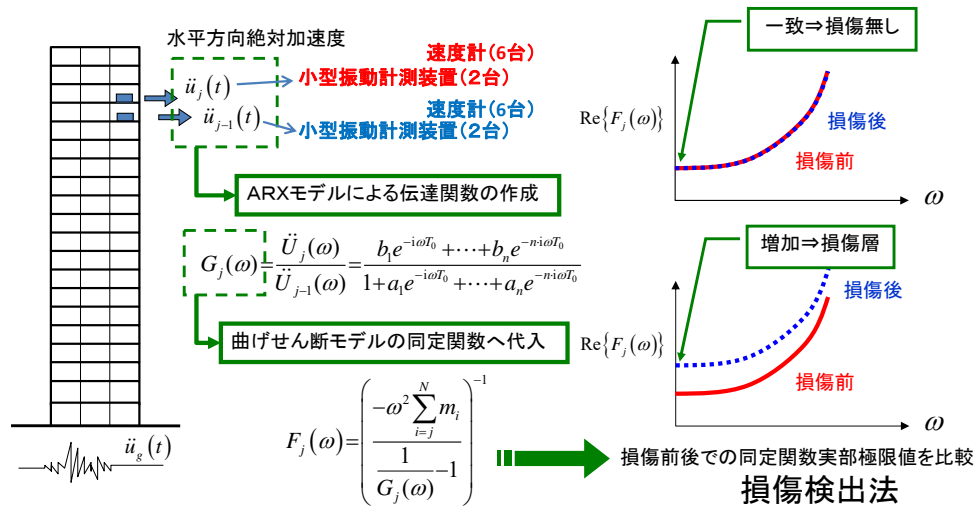 水平方向絶対加速度
速度計(6台)
小型振動計測装置(2台)
ü_j(t)
速度計(6台)
小型振動計測装置(2台)
ü_{j-1}(t)
ARXモデルによる伝達関数の作成
G_j(ω) = Ü_j(ω) / Ü_{j-1}(ω) = (b_1 e^{-iωT_0} + ⋯ + b_n e^{-n·iωT_0}) / (1 + a_1 e^{-iωT_0} + ⋯ + a_n e^{-n·iωT_0})
曲げせん断モデルの同定関数へ代入
F_j(ω) = ( (-ω^2 Σ_{i=j}^{N} m_i) / (1/G_j(ω) - 1) )^{-1}
ü_g(t)
一致⇒損傷無し
Re{F_j(ω)}
損傷後
損傷前
ω
増加⇒損傷層
損傷後
Re{F_j(ω)}
損傷前
ω
損傷前後での同定関数実部極限値を比較
損傷検出法